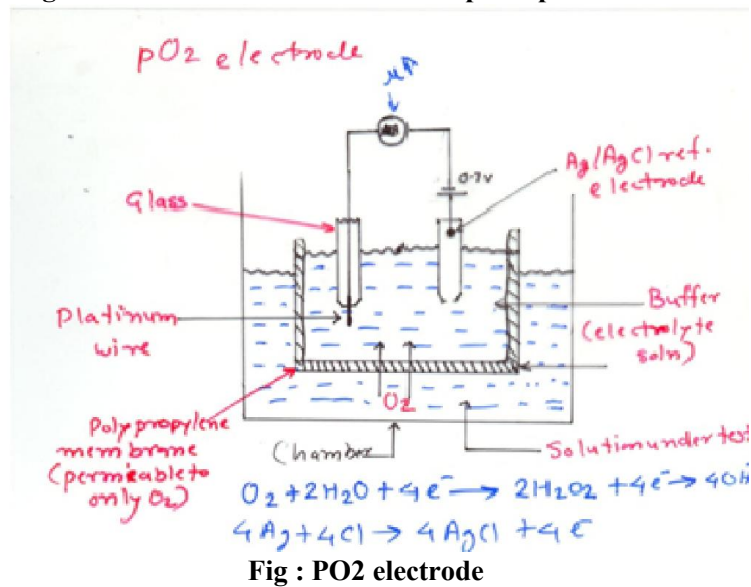 pO2 electrode
μA
0.7v
Ag/AgCl ref.
electrode
Glass
Platinum
wire
Buffer
(electrolyte
soln)
O2
Polypropylene
membrane
(permeable to
only O2)
Chamber
Solution under test
O2 + 2H2O + 4e- → 2H2O2 + 4e- → 4OH
4Ag + 4Cl → 4AgCl + 4e
Fig : PO2 electrode